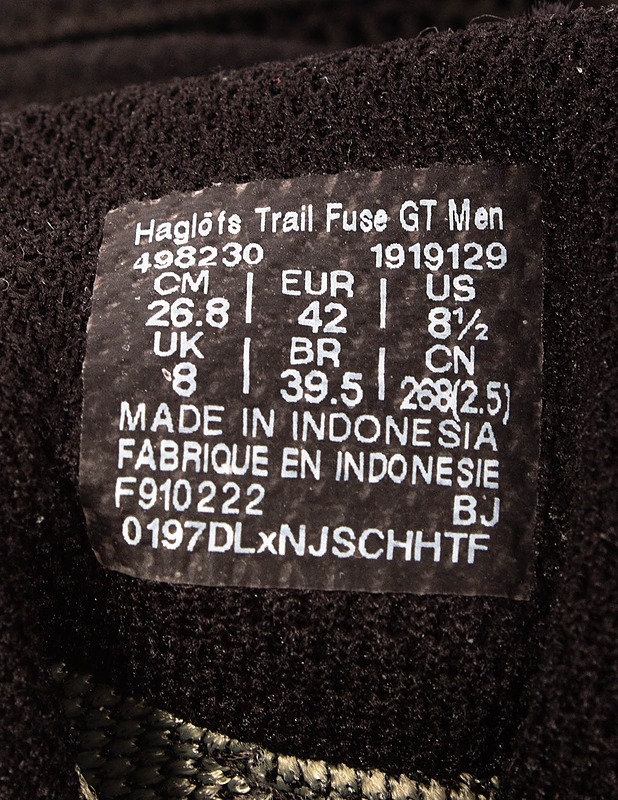 Haglöfs Trail Fuse GT Men
498230 1919129
CM | EUR | US
26.8 42 8½
UK | BR | CN
8 39.5 268(2.5)
MADE IN INDONESIA
FABRIQUE EN INDONESIE
F910222 BJ
0197DLxNJSCHHTF